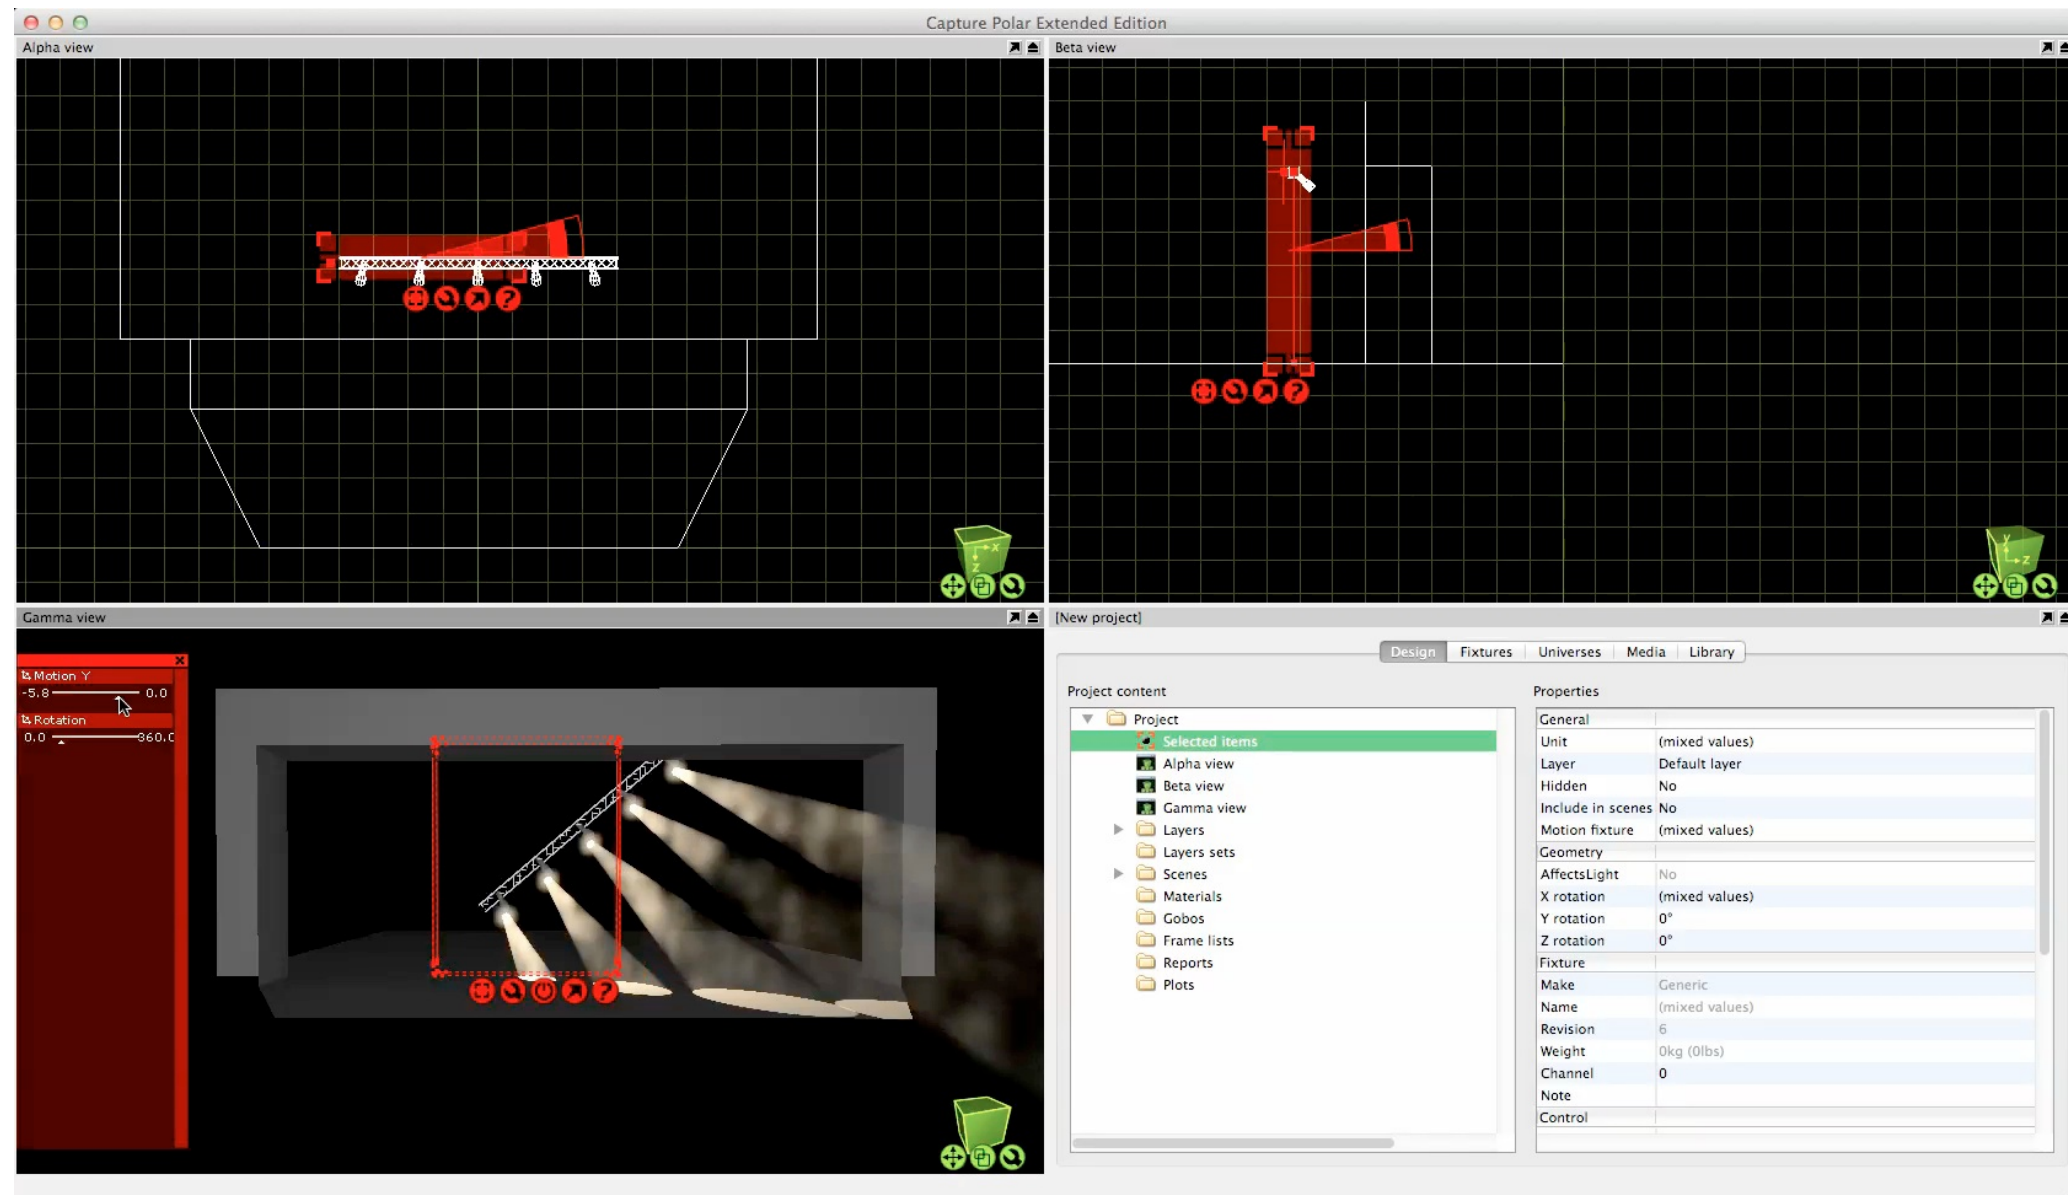 Capture Polar Extended Edition
Alpha view
x
z
Beta view
y
z
Gamma view
Motion Y
-5.8 0.0
Rotation
0.0 360.0
[New project]
Design Fixtures Universes Media Library
Project content
Project
Selected items
Alpha view
Beta view
Gamma view
Layers
Layers sets
Scenes
Materials
Gobos
Frame lists
Reports
Plots
Properties
General
Unit (mixed values)
Layer Default layer
Hidden No
Include in scenes No
Motion fixture (mixed values)
Geometry
AffectsLight No
X rotation (mixed values)
Y rotation 0°
Z rotation 0°
Fixture
Make Generic
Name (mixed values)
Revision 6
Weight 0kg (0lbs)
Channel 0
Note
Control